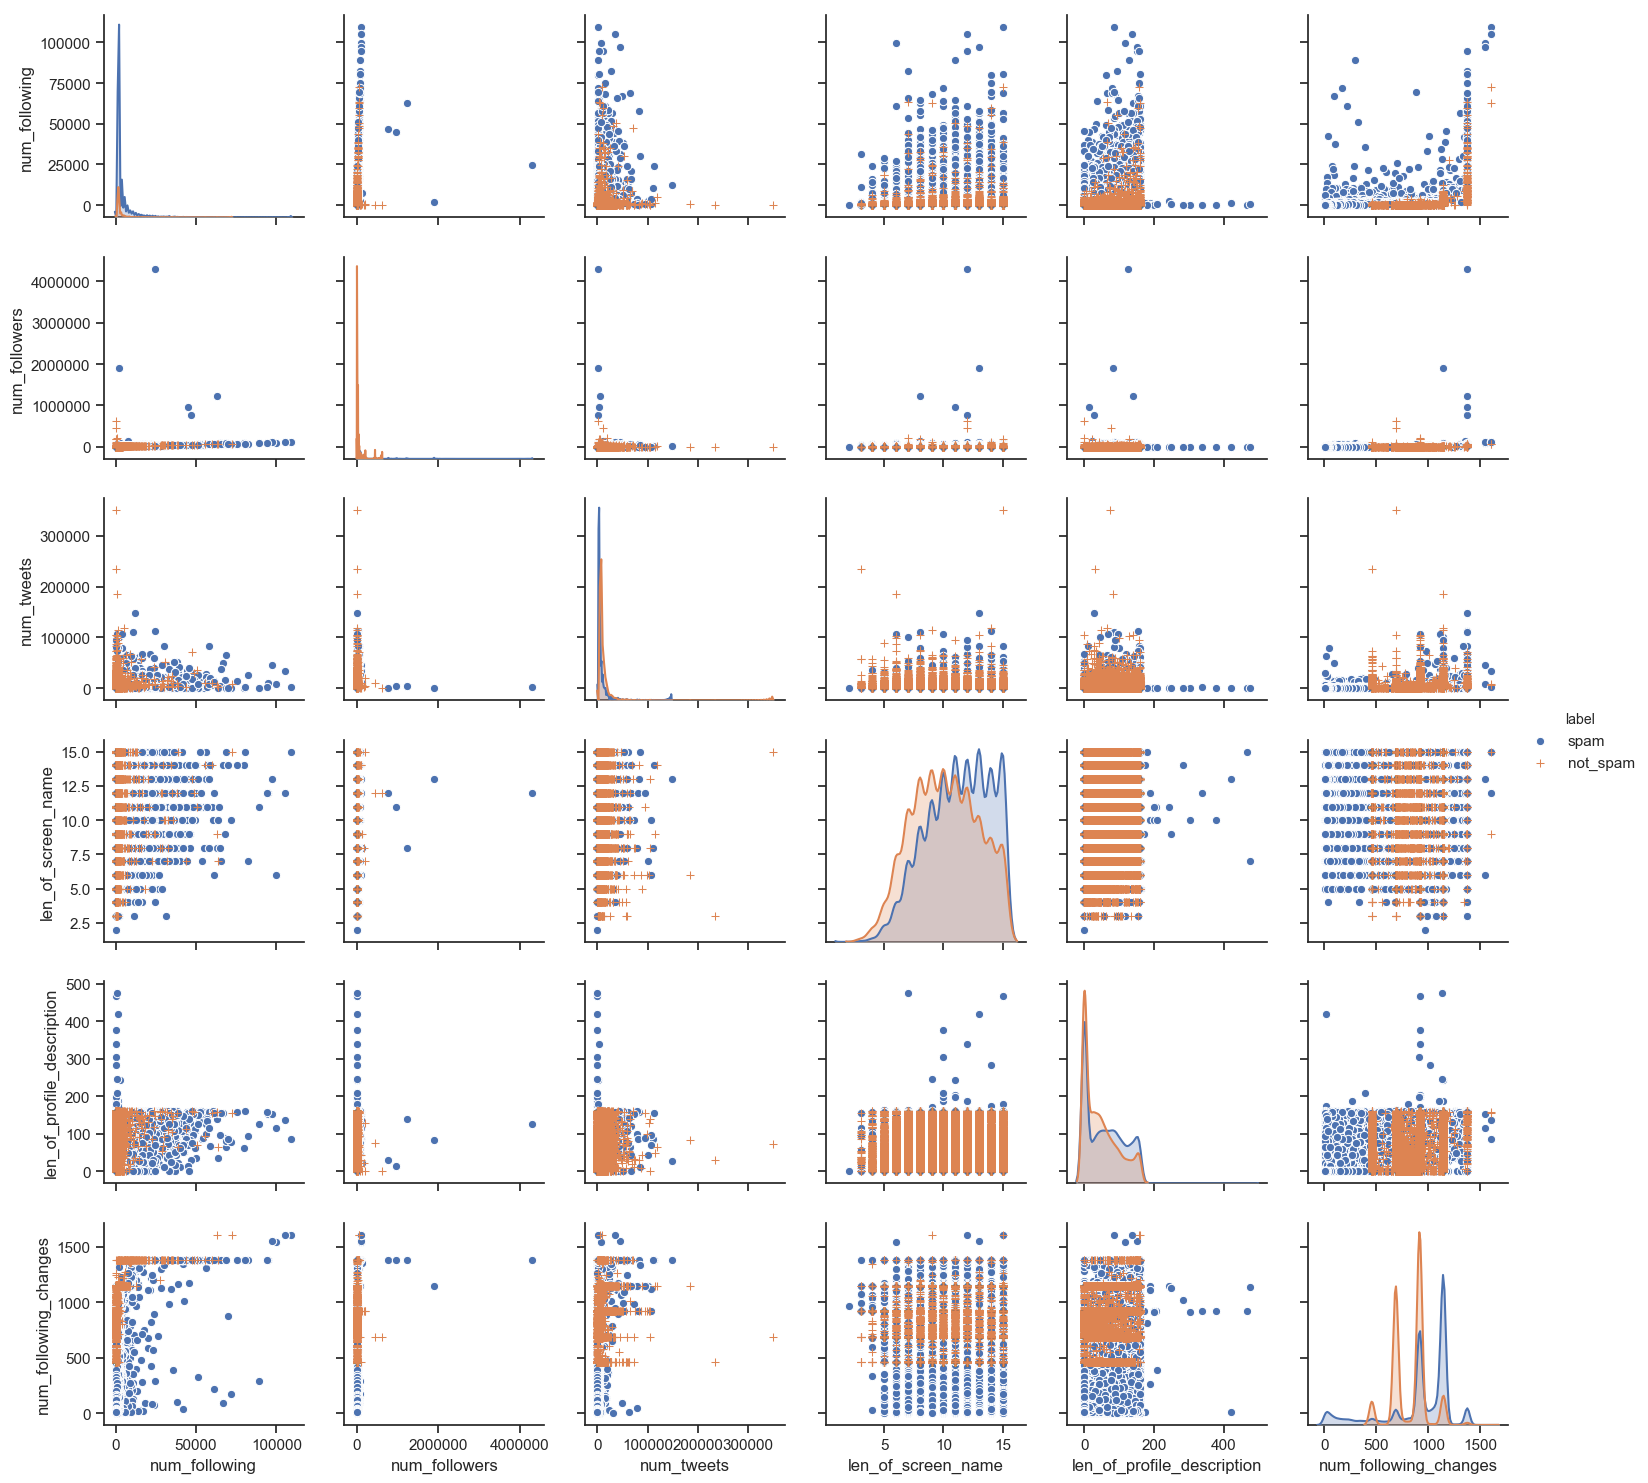 100000
75000
50000
25000
0
num_following
4000000
3000000
2000000
1000000
0
num_followers
300000
200000
100000
0
num_tweets
label
spam
not_spam
15.0
12.5
10.0
7.5
5.0
2.5
len_of_screen_name
500
400
300
200
100
0
len_of_profile_description
1500
1000
500
0
num_following_changes
0 50000 100000
0 2000000 4000000
0 100000 200000 300000
5 10 15
0 200 400
0 500 1000 1500
num_following num_followers num_tweets len_of_screen_name len_of_profile_description num_following_changes